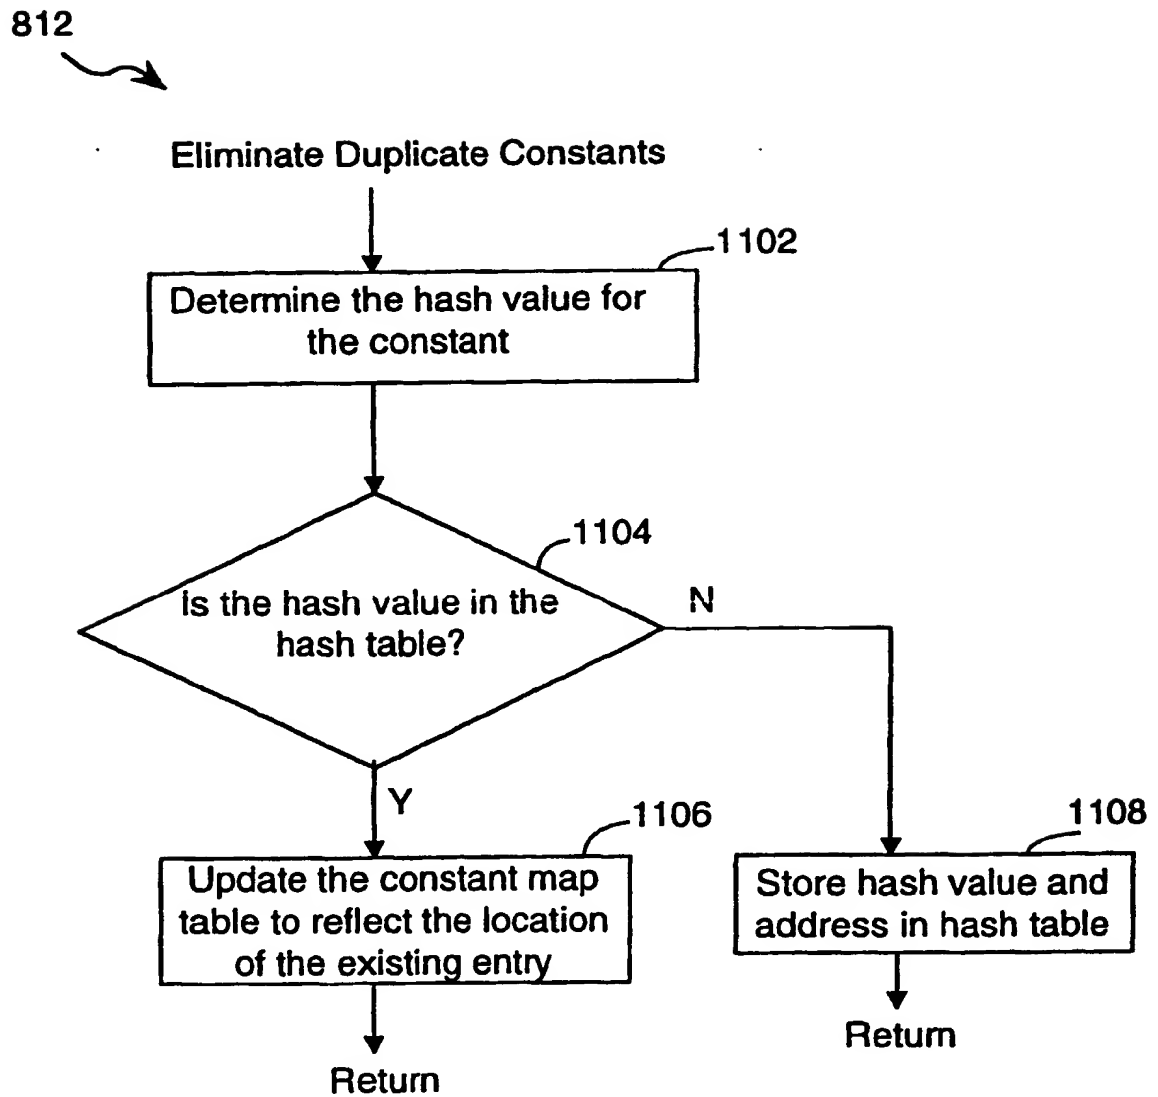 812
Eliminate Duplicate Constants
1102
Determine the hash value for
the constant
1104
Is the hash value in the
hash table?
N
Y
1106
Update the constant map
table to reflect the location
of the existing entry
1108
Store hash value and
address in hash table
Return
Return